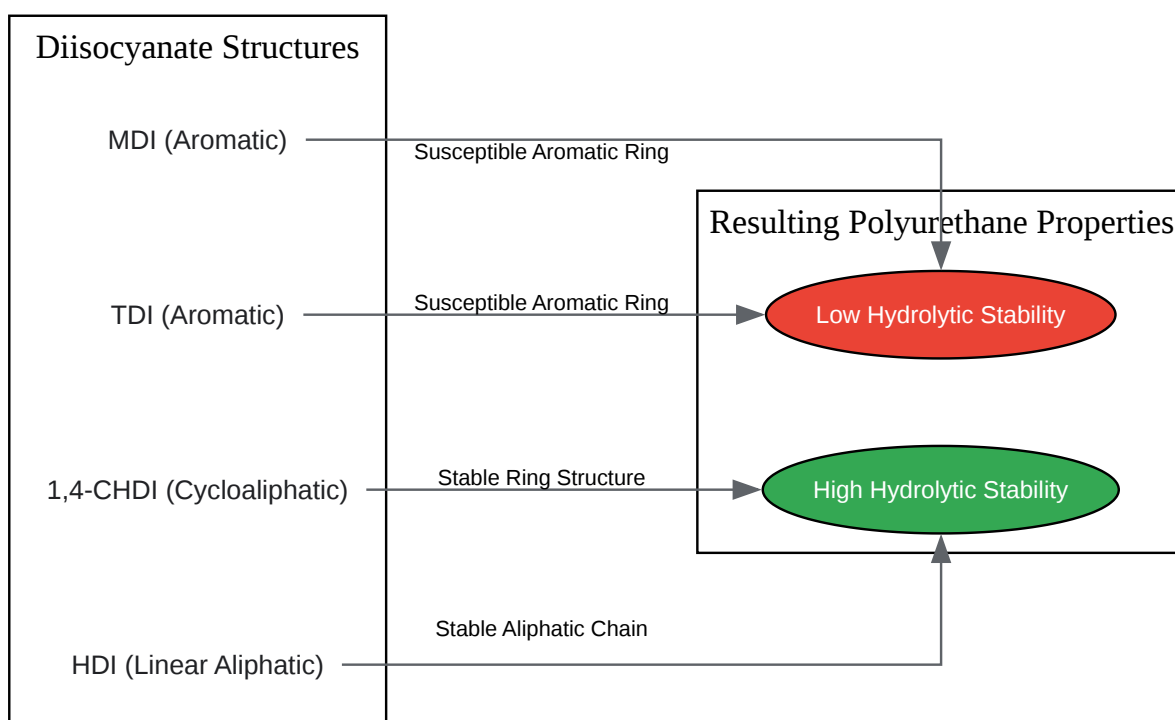 Diisocyanate Structures
MDI (Aromatic)
Susceptible Aromatic Ring
Resulting Polyurethane Properties
TDI (Aromatic)
Susceptible Aromatic Ring
Low Hydrolytic Stability
1,4-CHDI (Cycloaliphatic)
Stable Ring Structure
High Hydrolytic Stability
Stable Aliphatic Chain
HDI (Linear Aliphatic)